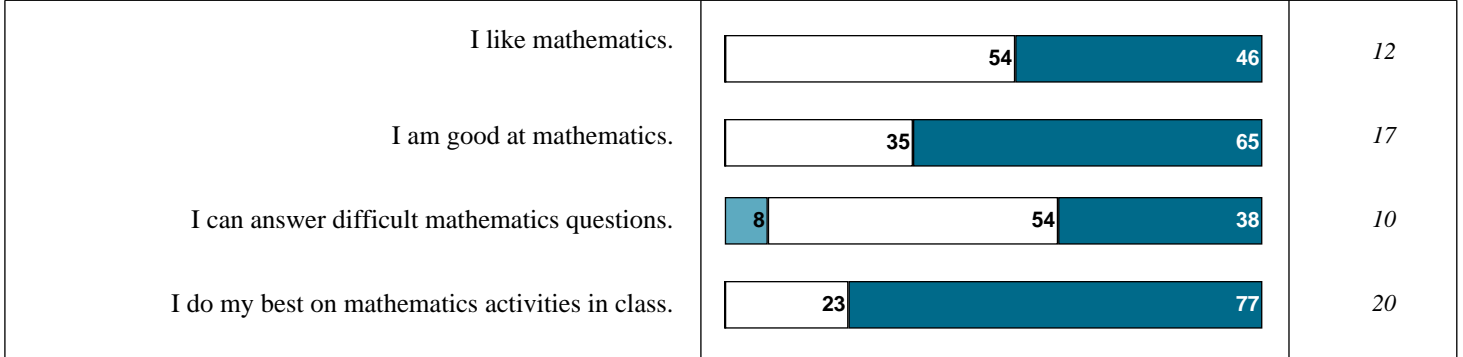 I like mathematics. 54 46 12
I am good at mathematics. 35 65 17
I can answer difficult mathematics questions. 8 54 38 10
I do my best on mathematics activities in class. 23 77 20